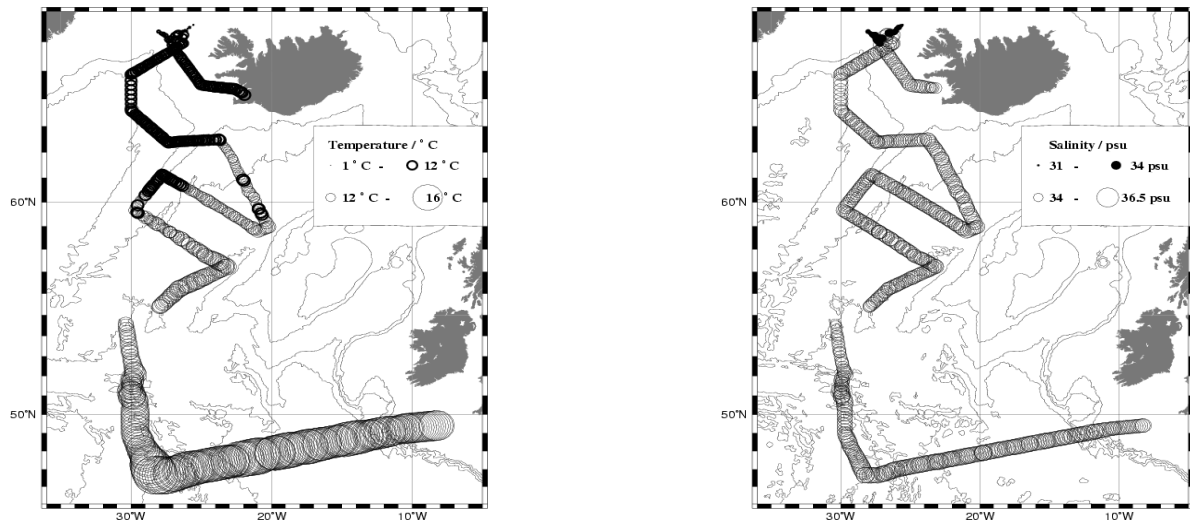 Temperature / ° C
1° C - 12° C
12° C - 16° C
60°N
50°N
30°W 20°W 10°W
Salinity / psu
31 - 34 psu
34 - 36.5 psu
60°N
50°N
30°W 20°W 10°W